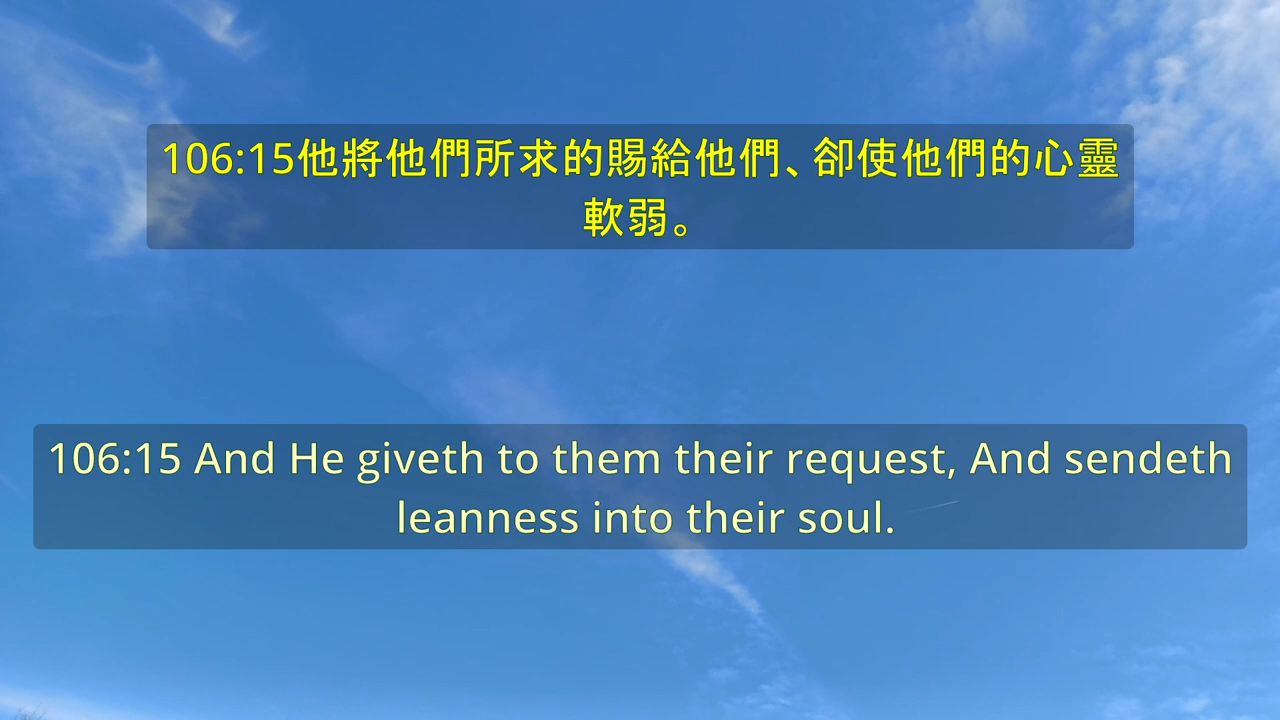 106:15他將他們所求的賜給他們、卻使他們的心靈
軟弱。
106:15 And He giveth to them their request, And sendeth
leanness into their soul.